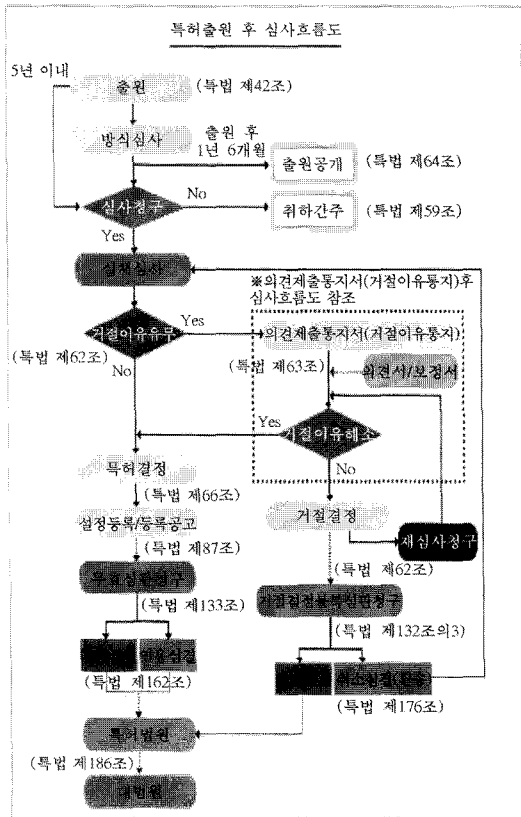 특허출원 후 심사흐름도
5년 이내
출원
(특법 제42조)
방식심사
출원 후
1년 6개월
출원공개
(특법 제64조)
심사청구
No
취하간주
(특법 제59조)
Yes
실체심사
※의견제출통지서(거절이유통지)후
심사흐름도 참조
거절이유유무
Yes
의견제출통지서(거절이유통지)
(특법 제62조)
(특법 제63조)
의견서/보정서
No
Yes
거절이유해소
No
특허결정
(특법 제66조)
거절결정
설정등록/등록공고
재심사청구
(특법 제87조)
(특법 제62조)
무효심판청구
거절결정불복심판청구
(특법 제133조)
(특법 제132조의3)
(특법 제162조)
(특법 제176조)
특허법원
(특법 제186조)
대법원